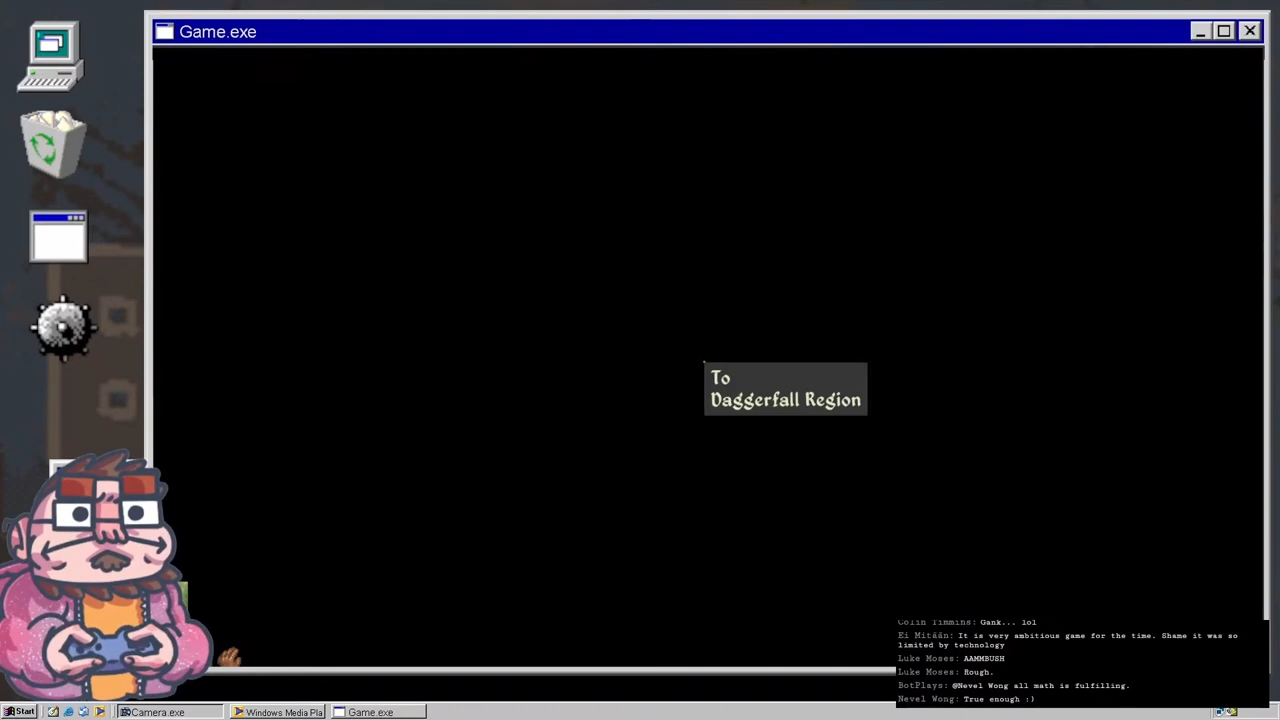 Game.exe
To
Daggerfall Region
Colin Timmins: Gank... lol
Ei Mitään: It is very ambitious game for the time. Shame it was so
limited by technology
Luke Moses: AAMMBUSH
Luke Moses: Rough.
BotPlays: @Nevel Wong all math is fulfilling.
Nevel Wong: True enough :)
Start
Camera.exe
Windows Media Pla
Game.exe